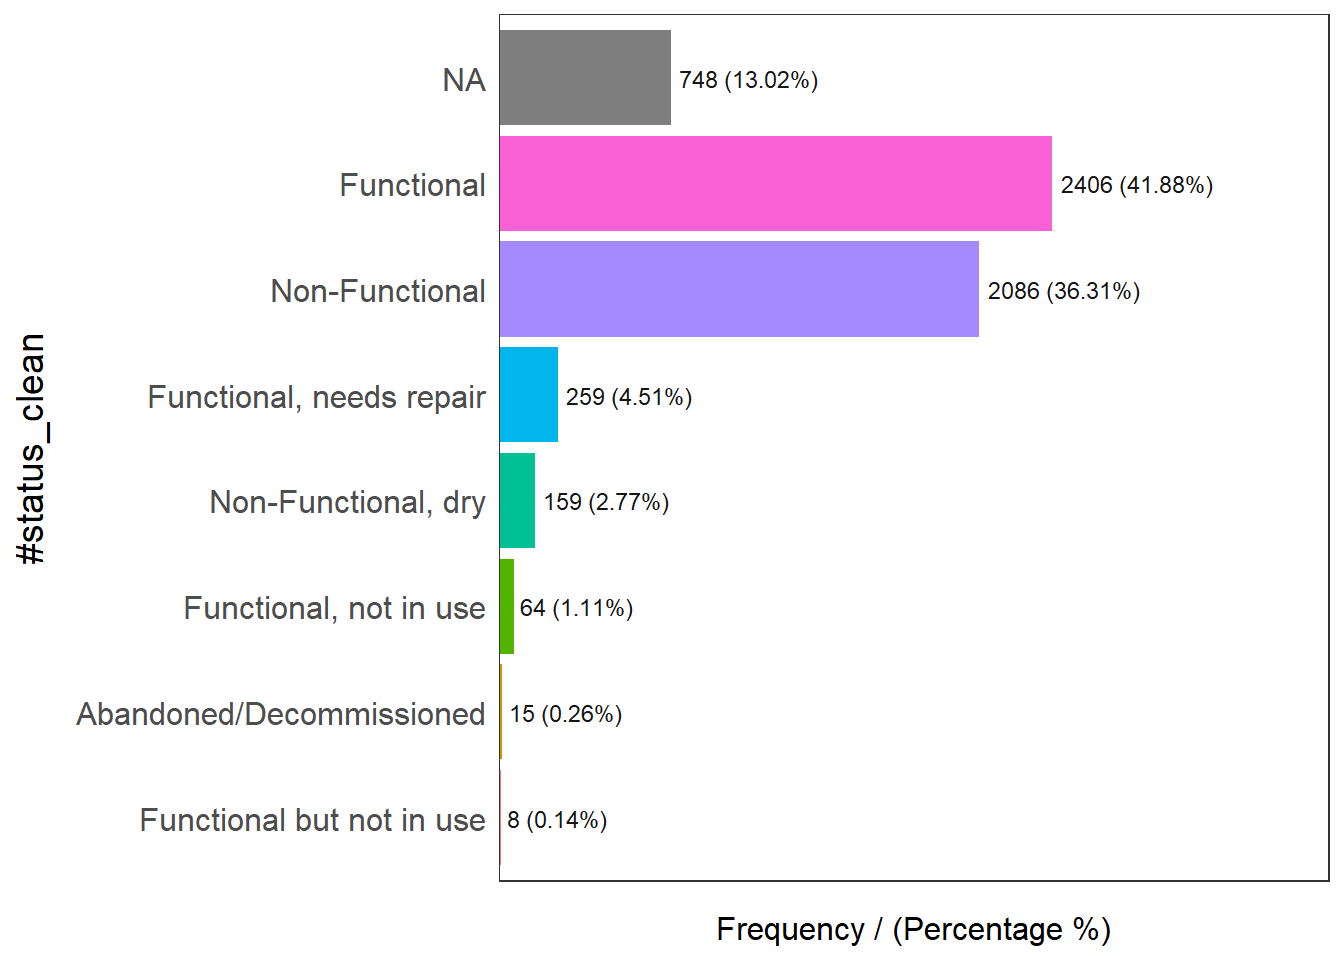 #status_clean
NA 748 (13.02%)
Functional 2406 (41.88%)
Non-Functional 2086 (36.31%)
Functional, needs repair 259 (4.51%)
Non-Functional, dry 159 (2.77%)
Functional, not in use 64 (1.11%)
Abandoned/Decommissioned 15 (0.26%)
Functional but not in use 8 (0.14%)
Frequency / (Percentage %)